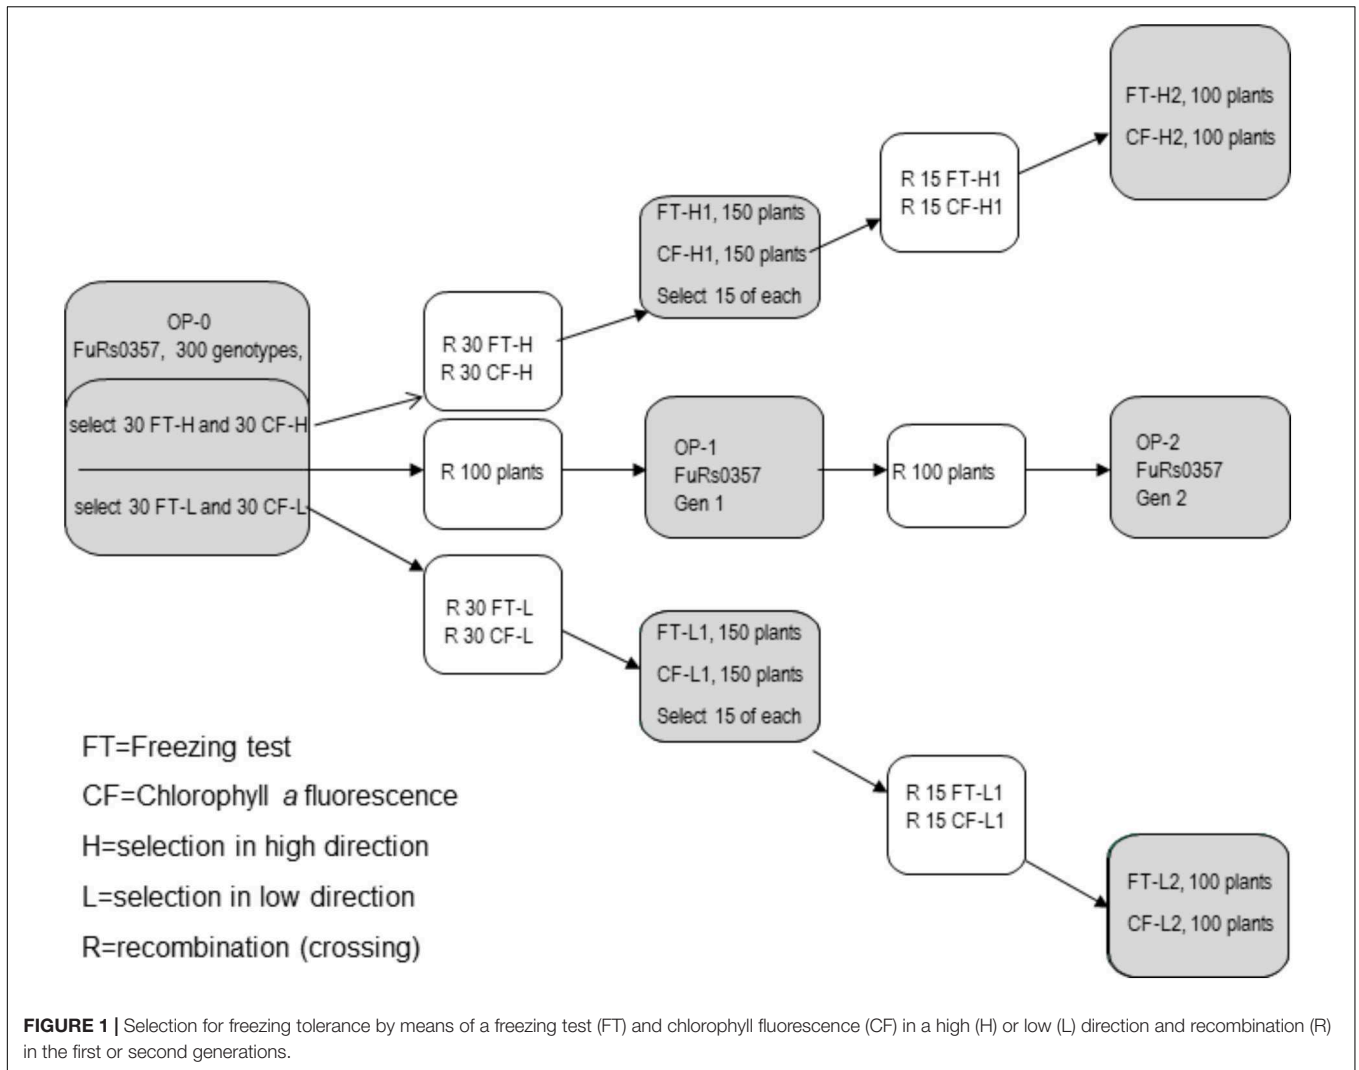 FT-H2, 100 plants
CF-H2, 100 plants
R 15 FT-H1
R 15 CF-H1
FT-H1, 150 plants
CF-H1, 150 plants
Select 15 of each
OP-0
FuRs0357, 300 genotypes,
select 30 FT-H and 30 CF-H
select 30 FT-L and 30 CF-L
R 30 FT-H
R 30 CF-H
R 100 plants
OP-1
FuRs0357
Gen 1
R 100 plants
OP-2
FuRs0357
Gen 2
R 30 FT-L
R 30 CF-L
FT-L1, 150 plants
CF-L1, 150 plants
Select 15 of each
R 15 FT-L1
R 15 CF-L1
FT-L2, 100 plants
CF-L2, 100 plants
FT=Freezing test
CF=Chlorophyll a fluorescence
H=selection in high direction
L=selection in low direction
R=recombination (crossing)
FIGURE 1 | Selection for freezing tolerance by means of a freezing test (FT) and chlorophyll fluorescence (CF) in a high (H) or low (L) direction and recombination (R)
in the first or second generations.